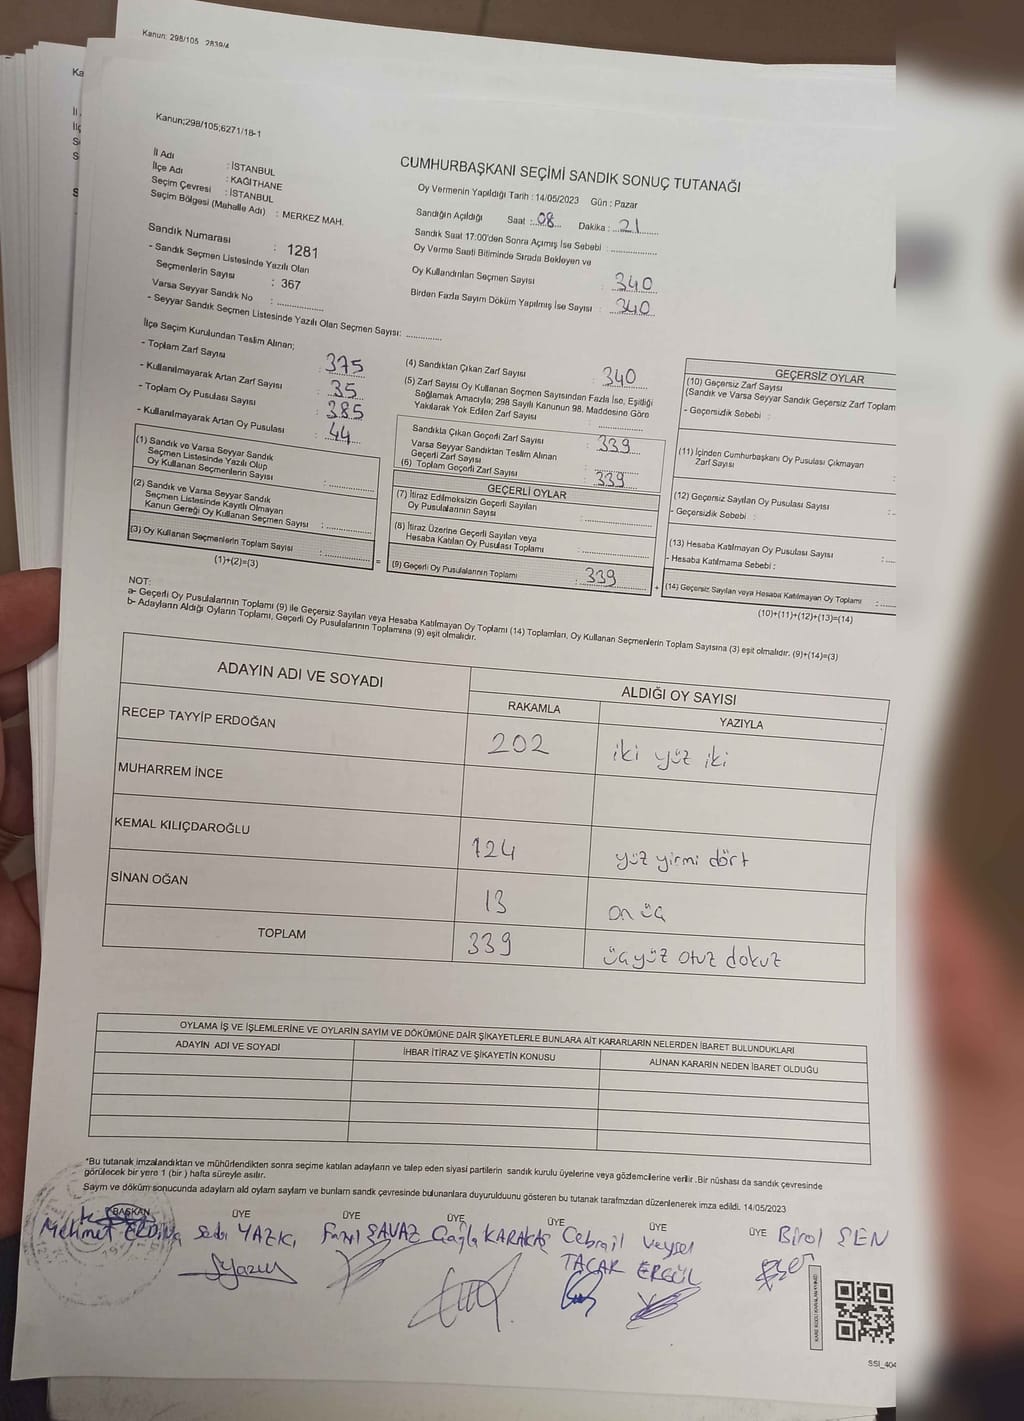 Kanun: 298/105 2839/4
Kanun;298/105;6271/18-1
İl Adı : İSTANBUL
İlçe Adı : KAĞITHANE
Seçim Çevresi : İSTANBUL
Seçim Bölgesi (Mahalle Adı) : MERKEZ MAH.
Sandık Numarası : 1281
- Sandık Seçmen Listesinde Yazılı Olan
Seçmenlerin Sayısı : 367
Varsa Seyyar Sandık No : ..............
- Seyyar Sandık Seçmen Listesinde Yazılı Olan Seçmen Sayısı: ............
CUMHURBAŞKANI SEÇİMİ SANDIK SONUÇ TUTANAĞI
Oy Vermenin Yapıldığı Tarih : 14/05/2023 Gün : Pazar
Sandığın Açıldığı Saat : 08 Dakika : 21
Sandık Saat 17:00'den Sonra Açımış İse Sebebi : ..............
Oy Verme Saati Bitiminde Sırada Bekleyen ve
Oy Kullandırılan Seçmen Sayısı : 340
Birden Fazla Sayım Döküm Yapılmış İse Sayısı : 340
İlçe Seçim Kurulundan Teslim Alınan;
- Toplam Zarf Sayısı : 375
- Kullanılmayarak Artan Zarf Sayısı : 35
- Toplam Oy Pusulası Sayısı : 385
- Kullanılmayarak Artan Oy Pusulası : 44
(1) Sandık ve Varsa Seyyar Sandık
Seçmen Listesinde Yazılı Olup
Oy Kullanan Seçmenlerin Sayısı : ..............
(2) Sandık ve Varsa Seyyar Sandık
Seçmen Listesinde Kayıtlı Olmayan
Kanun Gereği Oy Kullanan Seçmen Sayısı : ..............
(3) Oy Kullanan Seçmenlerin Toplam Sayısı : ..............
(1)+(2)=(3)
(4) Sandıktan Çıkan Zarf Sayısı : 340
(5) Zarf Sayısı Oy Kullanan Seçmen Sayısından Fazla İse, Eşitliği
Sağlamak Amacıyla; 298 Sayılı Kanunun 98. Maddesine Göre
Yakılarak Yok Edilen Zarf Sayısı : ..............
Sandıkla Çıkan Geçerli Zarf Sayısı : 339
Varsa Seyyar Sandıktan Teslim Alınan
Geçerli Zarf Sayısı : ..............
(6) Toplam Geçerli Zarf Sayısı : 339
GEÇERLİ OYLAR
(7) İtiraz Edilmeksizin Geçerli Sayılan
Oy Pusulalarının Sayısı : ..............
(8) İtiraz Üzerine Geçerli Sayılan veya
Hesaba Katılan Oy Pusulası Toplamı : ..............
(9) Geçerli Oy Pusulalarının Toplamı : 339
GEÇERSİZ OYLAR
(10) Geçersiz Zarf Sayısı
(Sandık ve Varsa Seyyar Sandık Geçersiz Zarf Toplam
- Geçersizlik Sebebi :
(11) İçinden Cumhurbaşkanı Oy Pusulası Çıkmayan
Zarf Sayısı :
(12) Geçersiz Sayılan Oy Pusulası Sayısı :
- Geçersizlik Sebebi :
(13) Hesaba Katılmayan Oy Pusulası Sayısı :
- Hesaba Katılmama Sebebi :
+ (14) Geçersiz Sayılan veya Hesaba Katılmayan Oy Toplamı :
(10)+(11)+(12)+(13)=(14)
NOT:
a- Geçerli Oy Pusulalarının Toplamı (9) ile Geçersiz Sayılan veya Hesaba Katılmayan Oy Toplamı (14) Toplamları, Oy Kullanan Seçmenlerin Toplam Sayısına (3) eşit olmalıdır. (9)+(14)=(3)
b- Adayların Aldığı Oyların Toplamı, Geçerli Oy Pusulalarının Toplamına (9) eşit olmalıdır.
ADAYIN ADI VE SOYADI ALDIĞI OY SAYISI
RAKAMLA YAZIYLA
RECEP TAYYİP ERDOĞAN 202 iki yüz iki
MUHARREM İNCE
KEMAL KILIÇDAROĞLU 124 yüz yirmi dört
SİNAN OĞAN 13 on üç
TOPLAM 339 üçyüz otuz dokuz
OYLAMA İŞ VE İŞLEMLERİNE VE OYLARIN SAYIM VE DÖKÜMÜNE DAİR ŞİKAYETLERLE BUNLARA AİT KARARLARIN NELERDEN İBARET BULUNDUKLARI
ADAYIN ADI VE SOYADI İHBAR İTİRAZ VE ŞİKAYETİN KONUSU ALINAN KARARIN NEDEN İBARET OLDUĞU
*Bu tutanak imzalandıktan ve mühürlendikten sonra seçime katılan adayların ve talep eden siyasi partilerin sandık kurulu üyelerine veya gözlemcilerine verilir .Bir nüshası da sandık çevresinde
görülecek bir yere 1 (bir ) hafta süreyle asılır.
Sayım ve döküm sonucunda adayların ald oyların sayların ve bunların sandık çevresinde bulunanlara duyurulduunu gösteren bu tutanak tarafımzdan düzenlenerek imza edildi. 14/05/2023
BAŞKAN ÜYE ÜYE ÜYE ÜYE ÜYE ÜYE
Mehmet Seda YAZICI ŞAVAZ Çağla KARAKAŞ Cebrail Veysel Birol ŞEN
TAÇAR ERGÜL
SSI_404